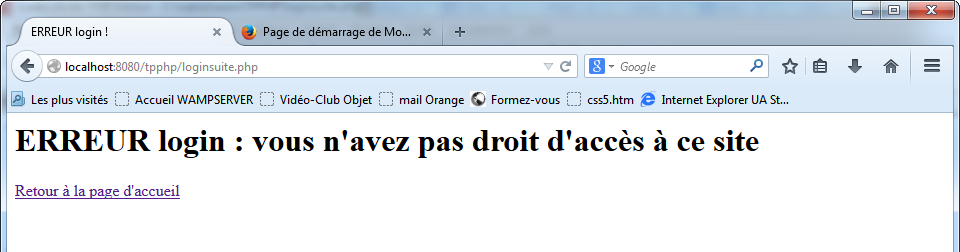 ERREUR login !
Page de démarrage de Mo...
localhost:8080/tpphp/loginsuite.php
Google
Les plus visités
Accueil WAMPSERVER
Vidéo-Club Objet
mail Orange
Formez-vous
css5.htm
Internet Explorer UA St...
ERREUR login : vous n'avez pas droit d'accès à ce site
Retour à la page d'accueil